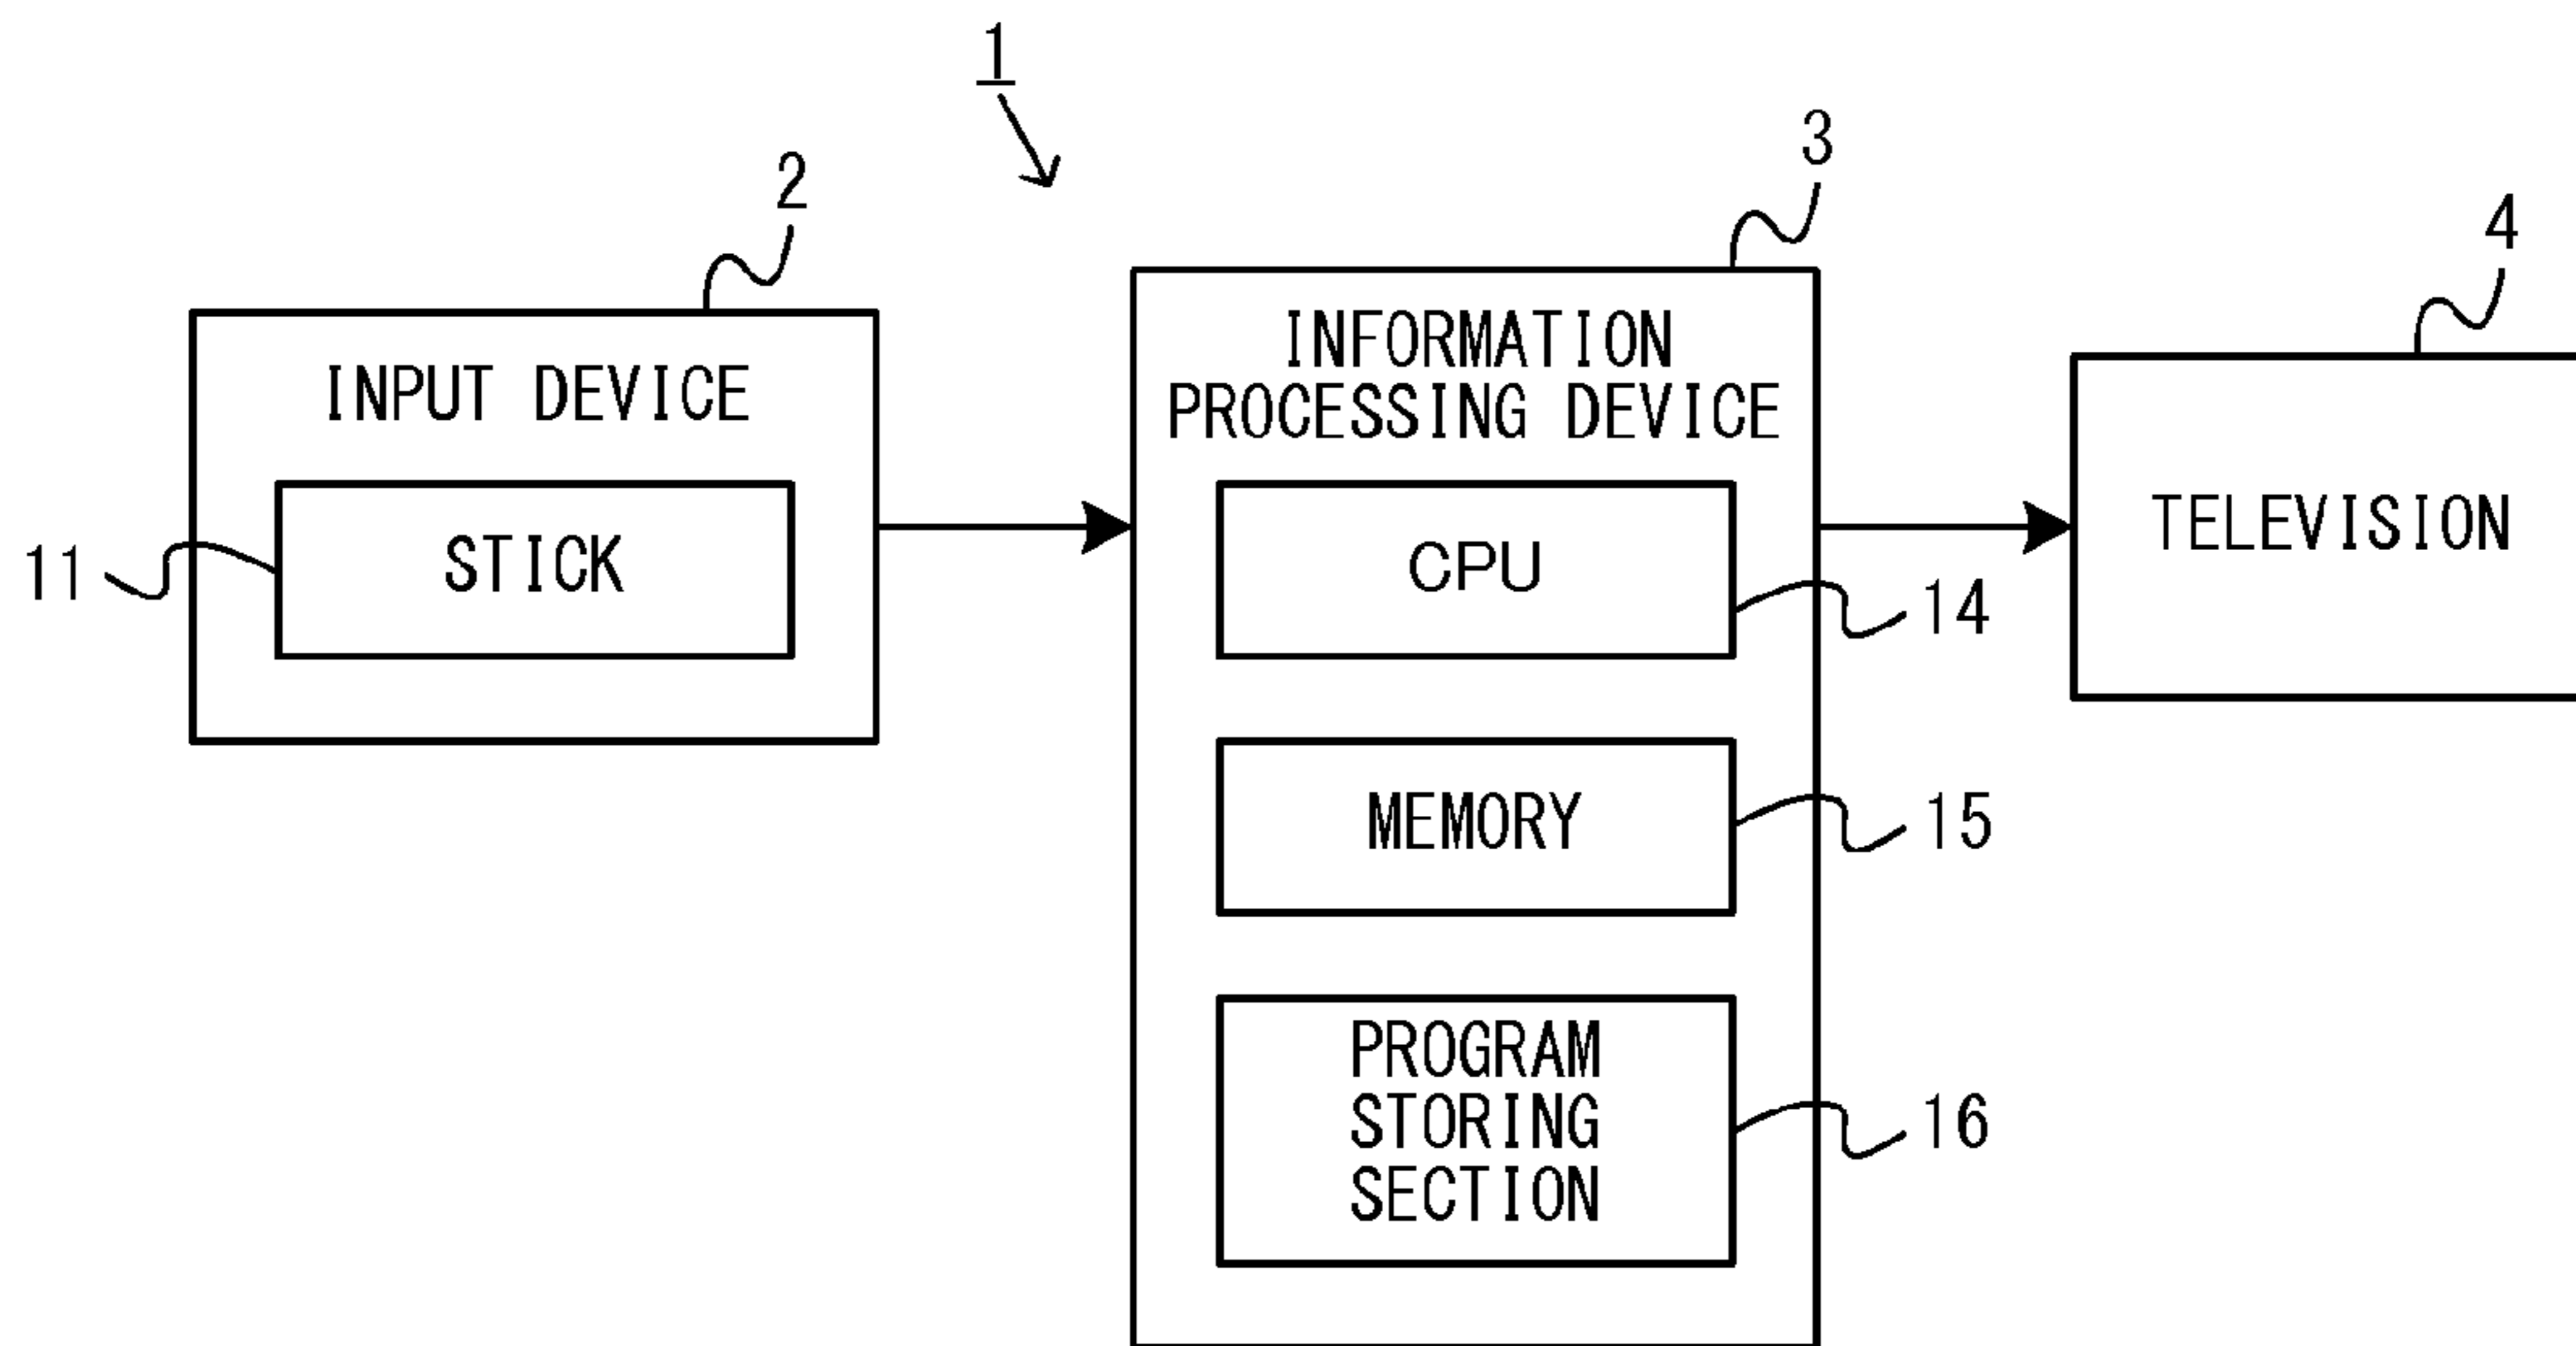 1
2
3
4
INPUT DEVICE
STICK
11
INFORMATION
PROCESSING DEVICE
CPU
14
MEMORY
15
PROGRAM
STORING
SECTION
16
TELEVISION